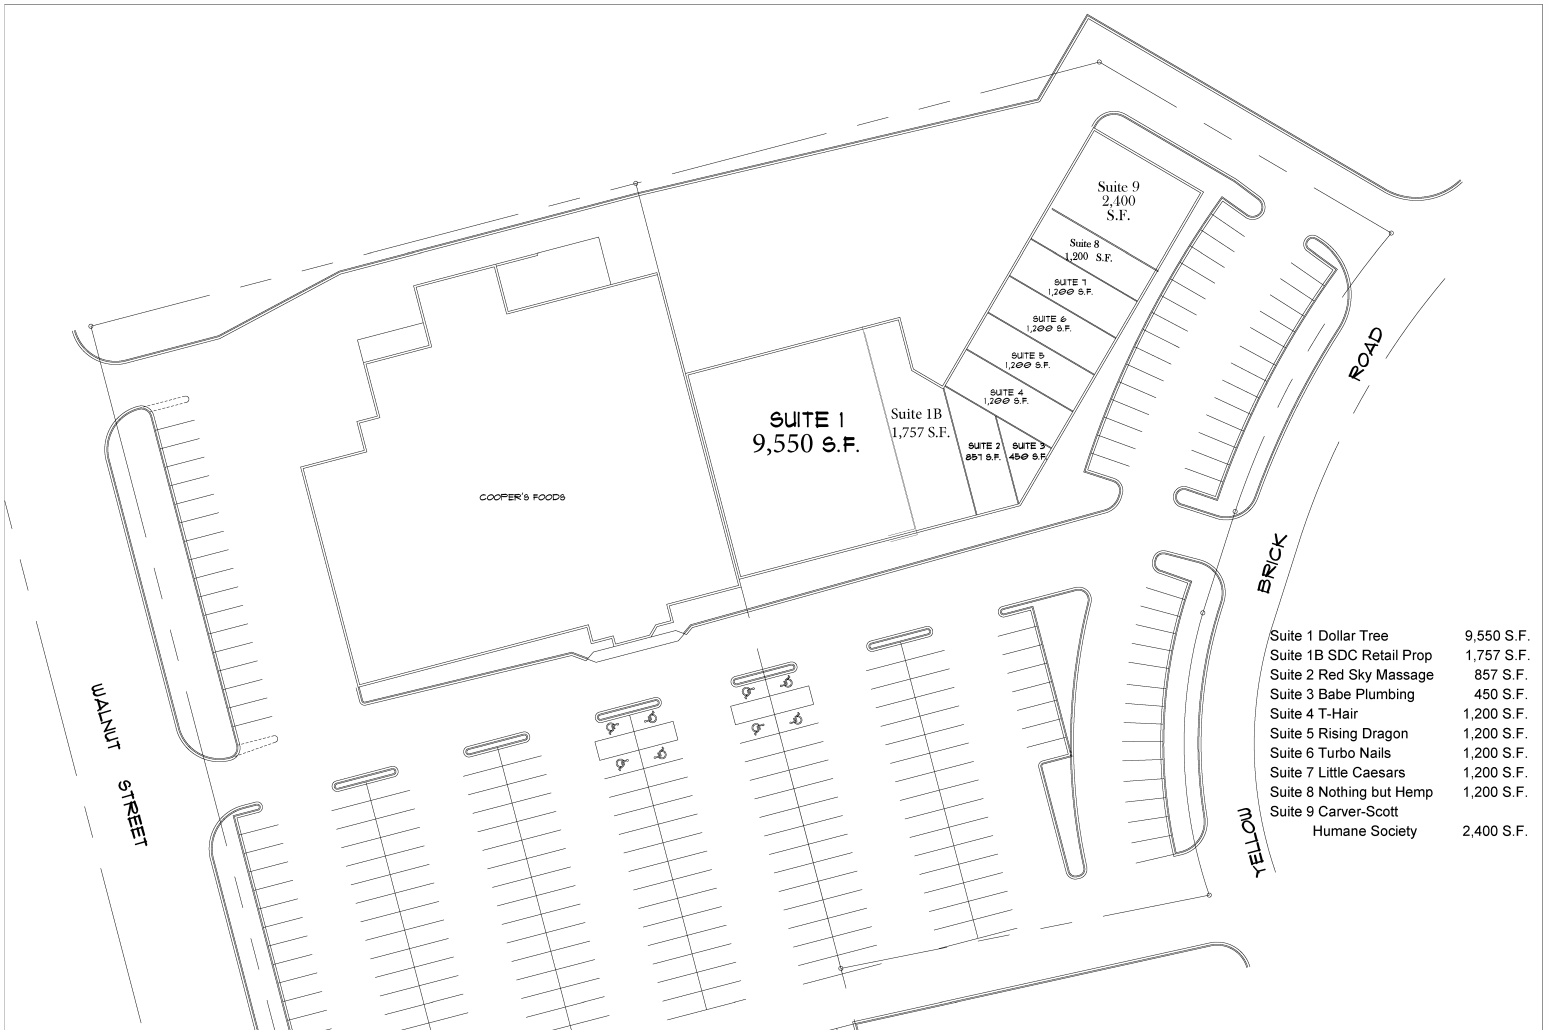 Suite 9
2,400
S.F.
Suite 8
1,200 S.F.
SUITE 7
1,200 S.F.
SUITE 6
1,200 S.F.
SUITE 5
1,200 S.F.
SUITE 4
1,200 S.F.
SUITE 1
9,550 S.F.
Suite 1B
1,757 S.F.
SUITE 2
857 S.F.
SUITE 3
450 S.F.
COOPER'S FOODS
WALNUT STREET
YELLOW BRICK ROAD
Suite 1 Dollar Tree 9,550 S.F.
Suite 1B SDC Retail Prop 1,757 S.F.
Suite 2 Red Sky Massage 857 S.F.
Suite 3 Babe Plumbing 450 S.F.
Suite 4 T-Hair 1,200 S.F.
Suite 5 Rising Dragon 1,200 S.F.
Suite 6 Turbo Nails 1,200 S.F.
Suite 7 Little Caesars 1,200 S.F.
Suite 8 Nothing but Hemp 1,200 S.F.
Suite 9 Carver-Scott
Humane Society 2,400 S.F.